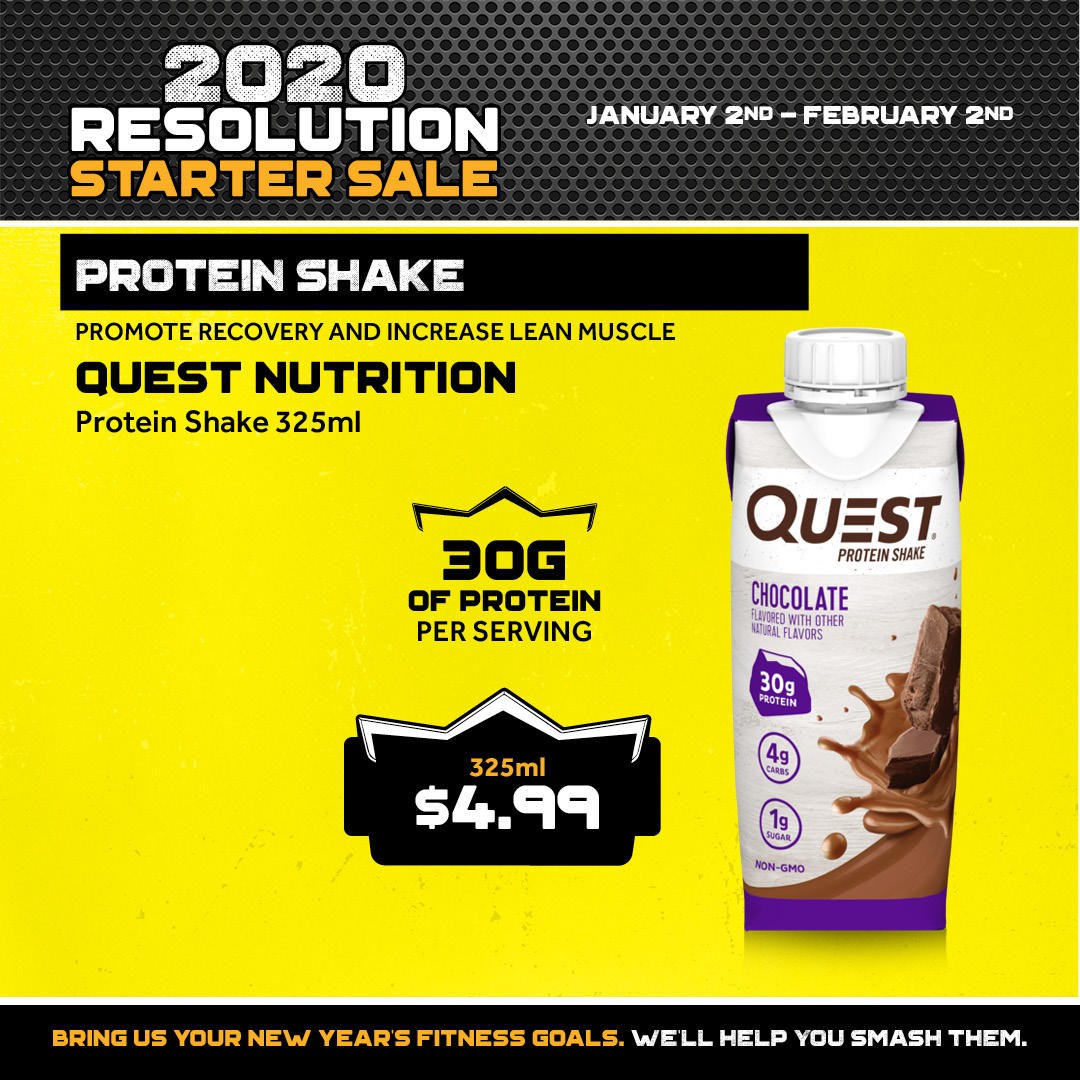 2020
RESOLUTION
STARTER SALE
JANUARY 2ND – FEBRUARY 2ND
PROTEIN SHAKE
PROMOTE RECOVERY AND INCREASE LEAN MUSCLE
QUEST NUTRITION
Protein Shake 325ml
30G
OF PROTEIN
PER SERVING
325ml
$4.99
QUEST®
PROTEIN SHAKE
CHOCOLATE
FLAVORED WITH OTHER
NATURAL FLAVORS
30g
PROTEIN
4g
CARBS
1g
SUGAR
NON-GMO
BRING US YOUR NEW YEAR'S FITNESS GOALS. WE'LL HELP YOU SMASH THEM.